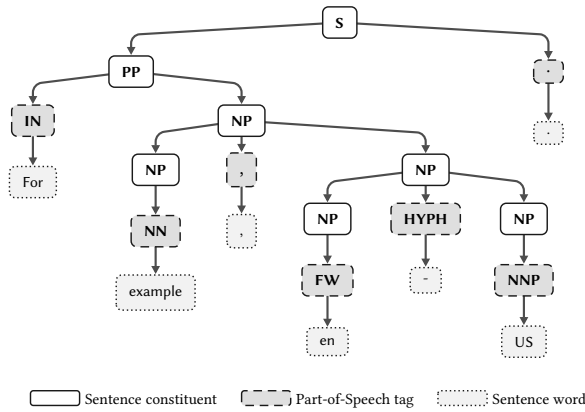 S
PP .
IN NP .
For NP , NP
NN , NP HYPH NP
example FW - NNP
en US
Sentence constituent Part-of-Speech tag Sentence word